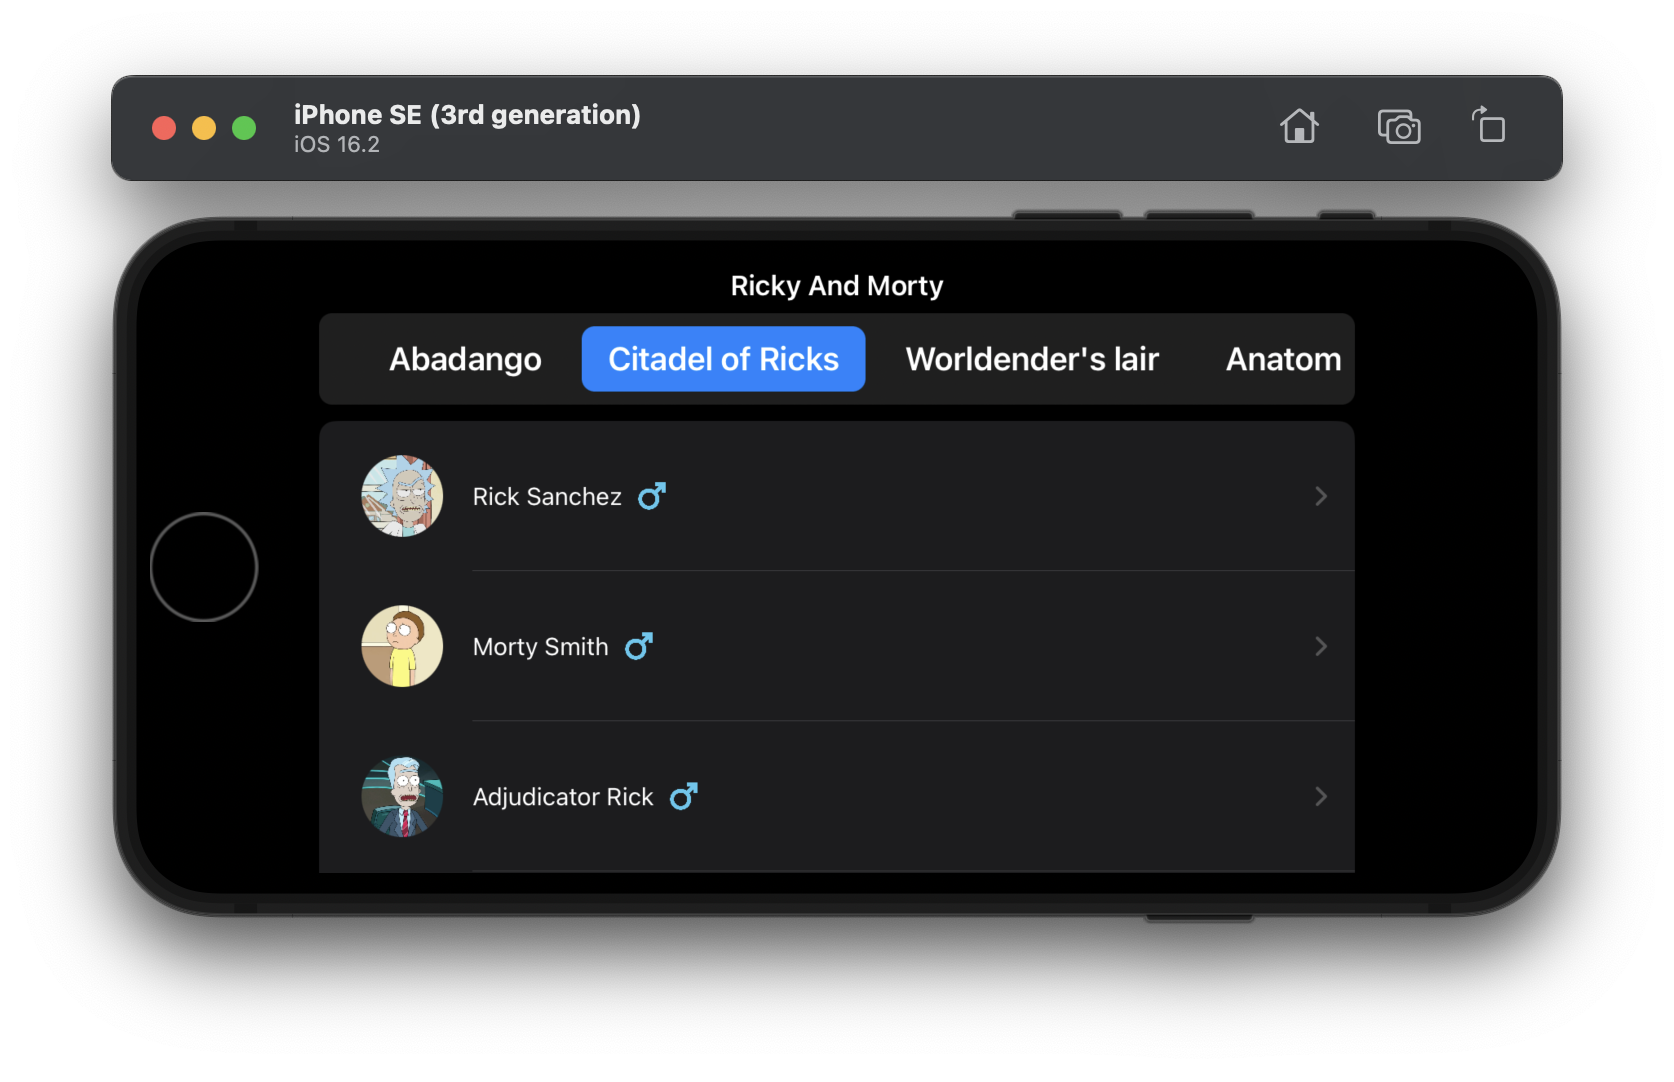 iPhone SE (3rd generation)
iOS 16.2
Ricky And Morty
Abadango Citadel of Ricks Worldender's lair Anatom
Rick Sanchez
Morty Smith
Adjudicator Rick